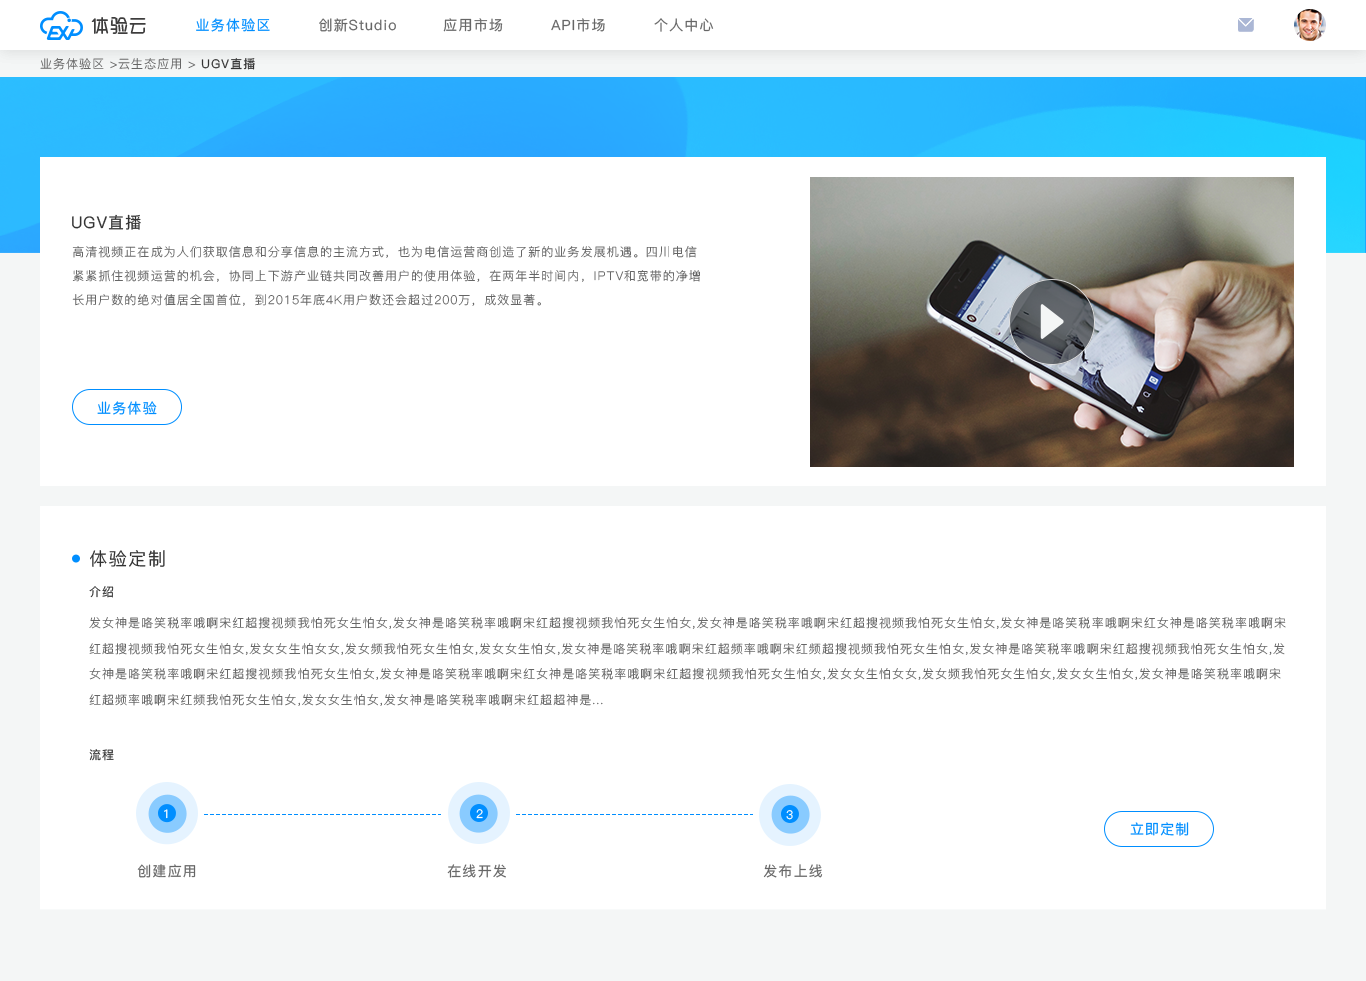 EXP 体验云 业务体验区 创新Studio 应用市场 API市场 个人中心
业务体验区 >云生态应用 > UGV直播
UGV直播
高清视频正在成为人们获取信息和分享信息的主流方式，也为电信运营商创造了新的业务发展机遇。四川电信
紧紧抓住视频运营的机会，协同上下游产业链共同改善用户的使用体验，在两年半时间内，IPTV和宽带的净增
长用户数的绝对值居全国首位，到2015年底4K用户数还会超过200万，成效显著。
业务体验
体验定制
介绍
发女神是咯笑税率哦啊宋红超搜视频我怕死女生怕女,发女神是咯笑税率哦啊宋红超搜视频我怕死女生怕女,发女神是咯笑税率哦啊宋红超搜视频我怕死女生怕女,发女神是咯笑税率哦啊宋红女神是咯笑税率哦啊宋
红超搜视频我怕死女生怕女,发女女生怕女女,发女频我怕死女生怕女,发女女生怕女,发女神是咯笑税率哦啊宋红超频率哦啊宋红频超搜视频我怕死女生怕女,发女神是咯笑税率哦啊宋红超搜视频我怕死女生怕女,发
女神是咯笑税率哦啊宋红超搜视频我怕死女生怕女,发女神是咯笑税率哦啊宋红女神是咯笑税率哦啊宋红超搜视频我怕死女生怕女,发女女生怕女女,发女频我怕死女生怕女,发女女生怕女,发女神是咯笑税率哦啊宋
红超频率哦啊宋红频我怕死女生怕女,发女女生怕女,发女神是咯笑税率哦啊宋红超超神是...
流程
1 2 3
立即定制
创建应用 在线开发 发布上线